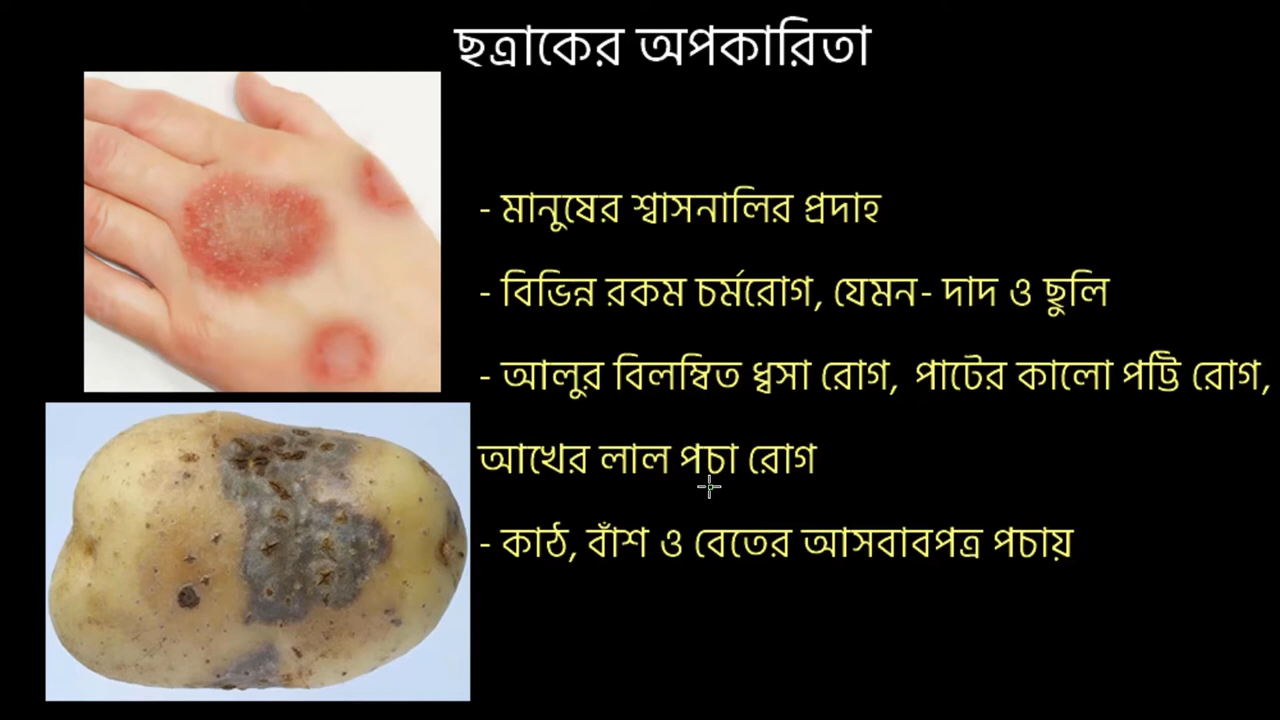 ছত্রাকের অপকারিতা
- মানুষের শ্বাসনালির প্রদাহ
- বিভিন্ন রকম চর্মরোগ, যেমন- দাদ ও ছুলি
- আলুর বিলম্বিত ধ্বসা রোগ, পাটের কালো পট্টি রোগ,
আখের লাল পচা রোগ
- কাঠ, বাঁশ ও বেতের আসবাবপত্র পচায়